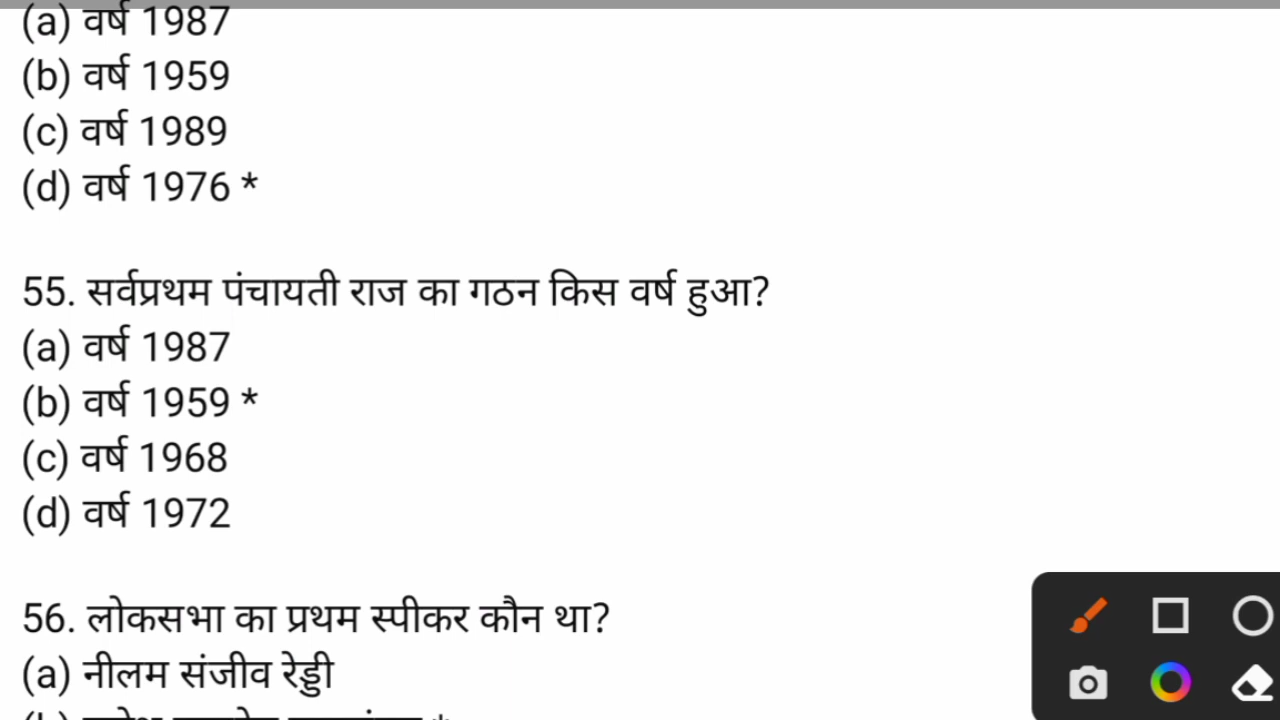 (a) वर्ष 1987
(b) वर्ष 1959
(c) वर्ष 1989
(d) वर्ष 1976 *
55. सर्वप्रथम पंचायती राज का गठन किस वर्ष हुआ?
(a) वर्ष 1987
(b) वर्ष 1959 *
(c) वर्ष 1968
(d) वर्ष 1972
56. लोकसभा का प्रथम स्पीकर कौन था?
(a) नीलम संजीव रेड्डी